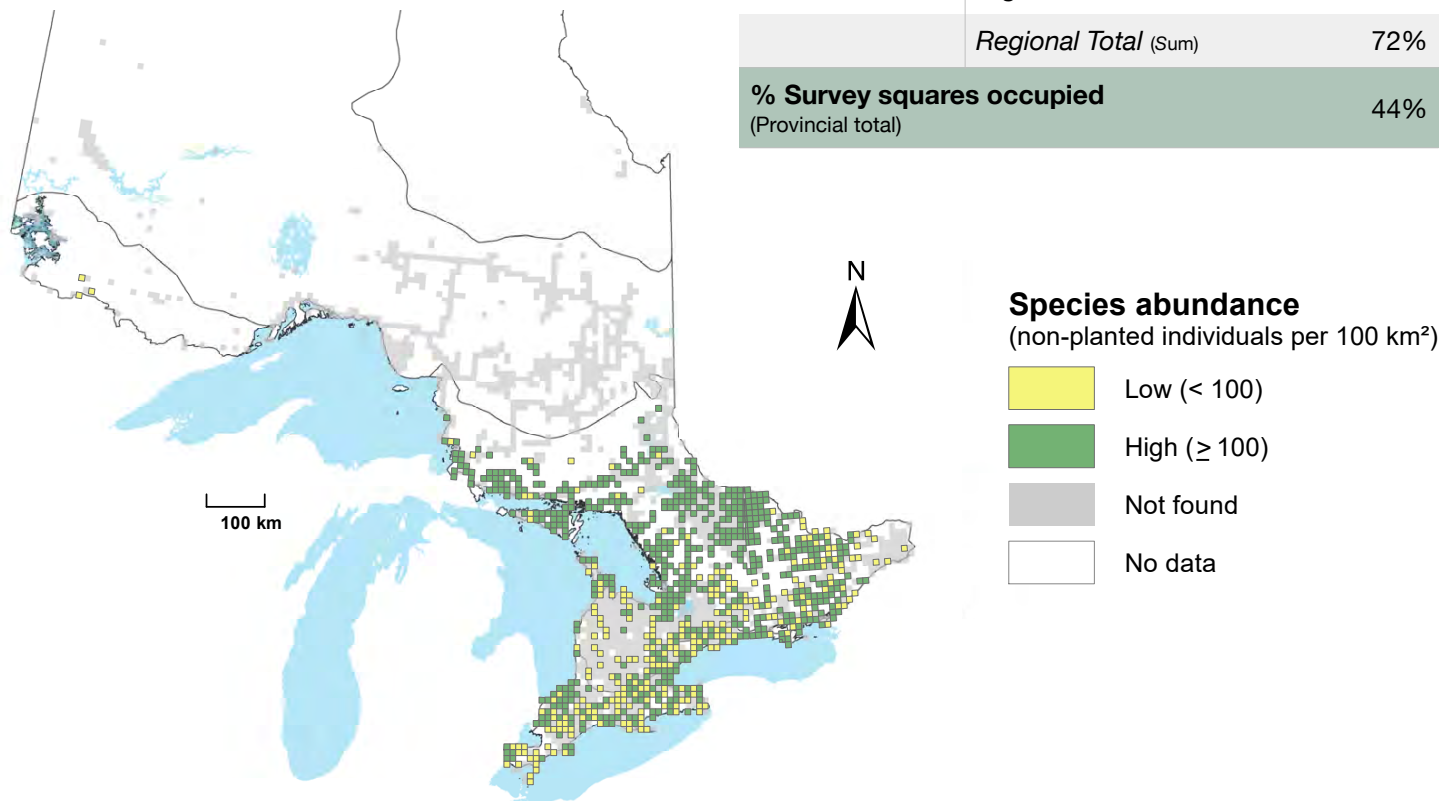 Regional Total (Sum) 72%
% Survey squares occupied 44%
(Provincial total)
N
Species abundance
(non-planted individuals per 100 km²)
Low (< 100)
High (≥ 100)
Not found
No data
100 km